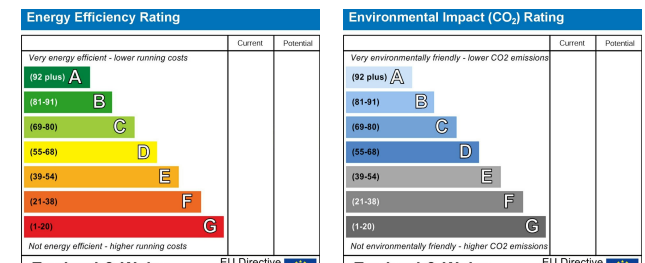 Energy Efficiency Rating
Current Potential
Very energy efficient - lower running costs
(92 plus) A
(81-91) B
(69-80) C
(55-68) D
(39-54) E
(21-38) F
(1-20) G
Not energy efficient - higher running costs
EU Directive
Environmental Impact (CO2) Rating
Current Potential
Very environmentally friendly - lower CO2 emissions
(92 plus) A
(81-91) B
(69-80) C
(55-68) D
(39-54) E
(21-38) F
(1-20) G
Not environmentally friendly - higher CO2 emissions
EU Directive